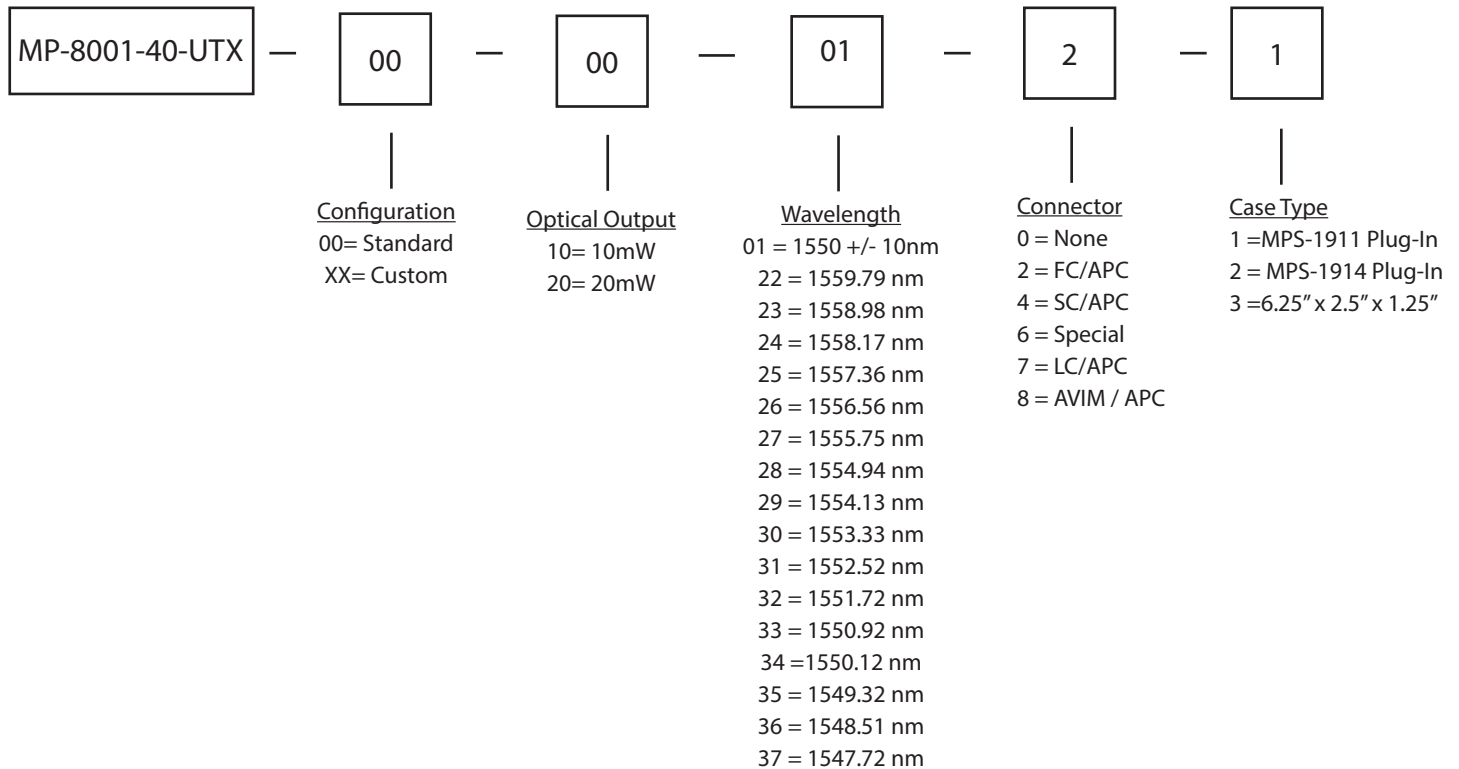 MP-8001-40-UTX — 00 — 00 — 01 — 2 — 1
Configuration
00= Standard
XX= Custom
Optical Output
10= 10mW
20= 20mW
Wavelength
01 = 1550 +/- 10nm
22 = 1559.79 nm
23 = 1558.98 nm
24 = 1558.17 nm
25 = 1557.36 nm
26 = 1556.56 nm
27 = 1555.75 nm
28 = 1554.94 nm
29 = 1554.13 nm
30 = 1553.33 nm
31 = 1552.52 nm
32 = 1551.72 nm
33 = 1550.92 nm
34 =1550.12 nm
35 = 1549.32 nm
36 = 1548.51 nm
37 = 1547.72 nm
Connector
0 = None
2 = FC/APC
4 = SC/APC
6 = Special
7 = LC/APC
8 = AVIM / APC
Case Type
1 =MPS-1911 Plug-In
2 = MPS-1914 Plug-In
3 =6.25” x 2.5” x 1.25”